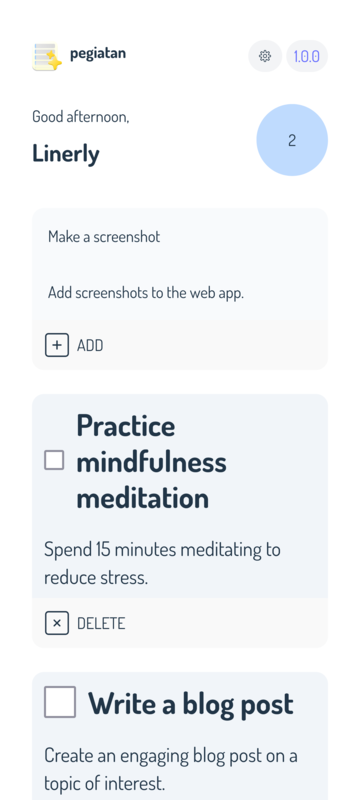 pegiatan
1.0.0
Good afternoon,
Linerly
2
Make a screenshot
Add screenshots to the web app.
ADD
Practice
mindfulness
meditation
Spend 15 minutes meditating to
reduce stress.
DELETE
Write a blog post
Create an engaging blog post on a
topic of interest.